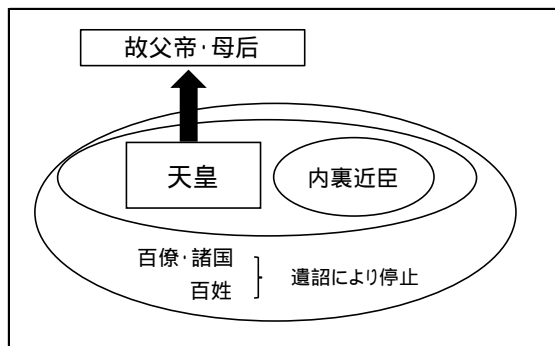 故父帝・母后
天皇
内裏近臣
百僚・諸国
百姓
遺詔により停止